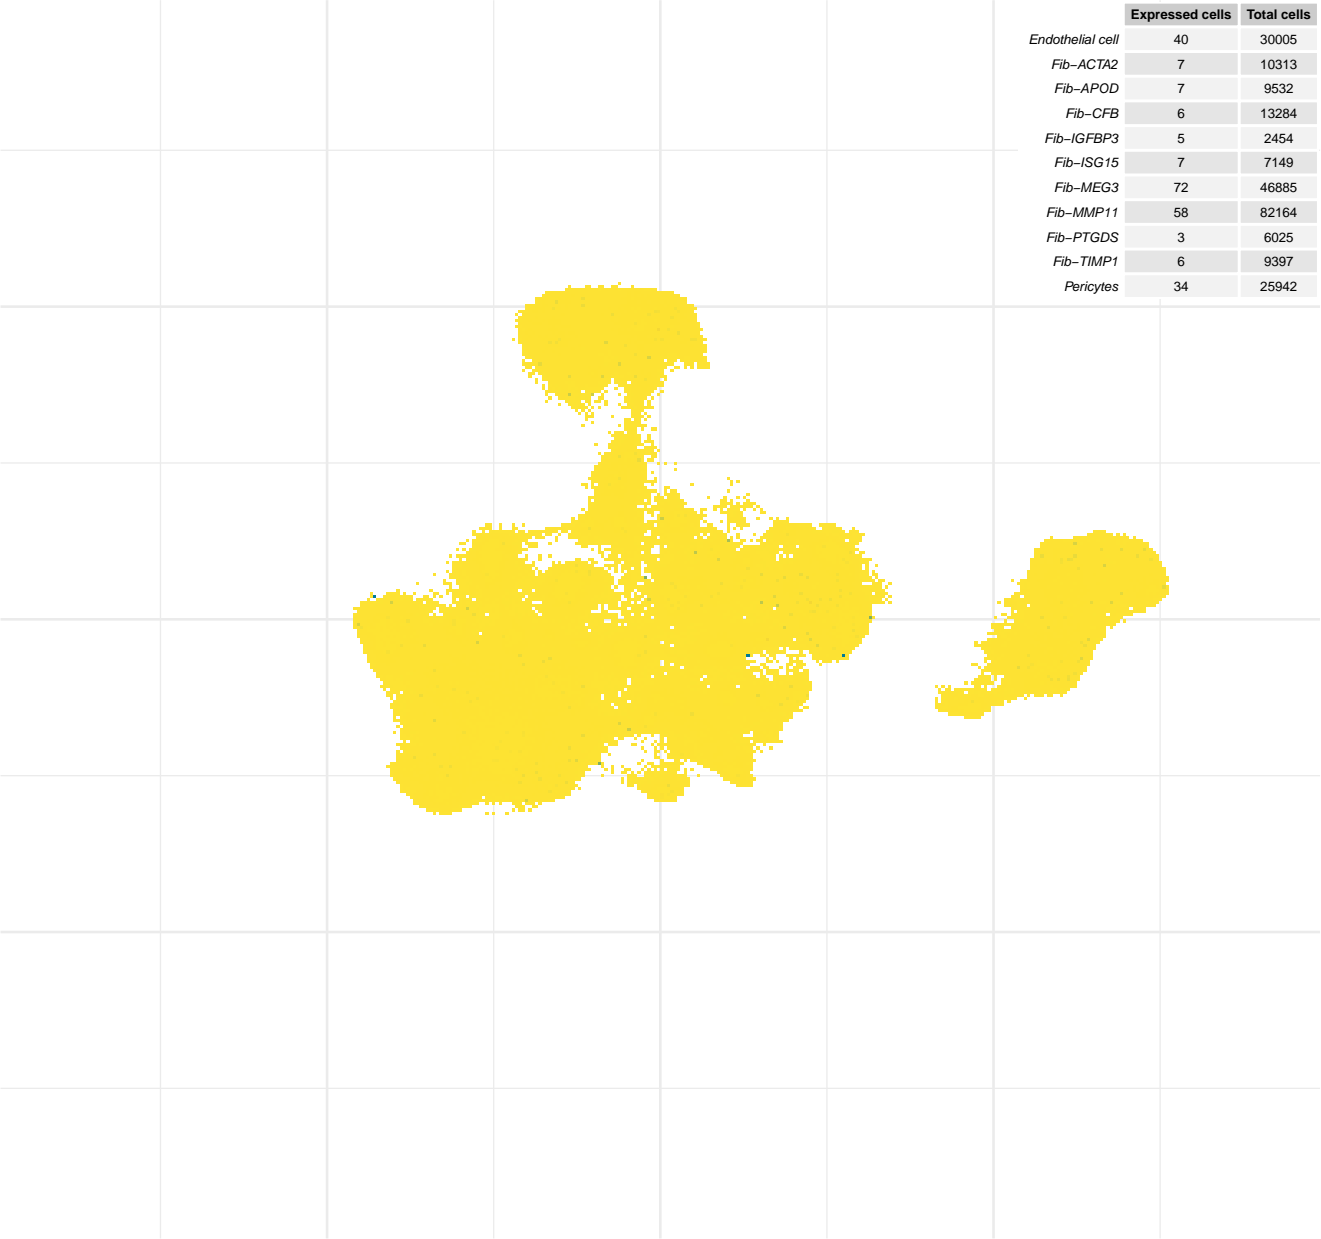 Expressed cells Total cells
Endothelial cell 40 30005
Fib−ACTA2 7 10313
Fib−APOD 7 9532
Fib−CFB 6 13284
Fib−IGFBP3 5 2454
Fib−ISG15 7 7149
Fib−MEG3 72 46885
Fib−MMP11 58 82164
Fib−PTGDS 3 6025
Fib−TIMP1 6 9397
Pericytes 34 25942